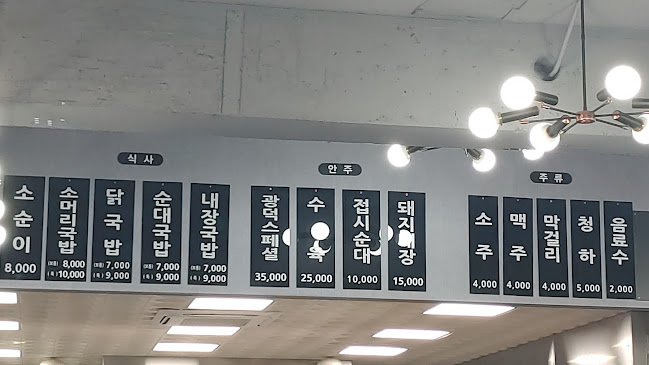 식사
소순이
8,000
소머리국밥
(보통) 8,000
(특) 10,000
닭국밥
(보통) 7,000
(특) 9,000
순대국밥
(보통) 7,000
(특) 9,000
내장국밥
(보통) 7,000
(특) 9,000
안주
광덕스페셜
35,000
수육
25,000
접시순대
10,000
돼지내장
15,000
주류
소주
4,000
맥주
4,000
막걸리
4,000
청하
5,000
음료수
2,000